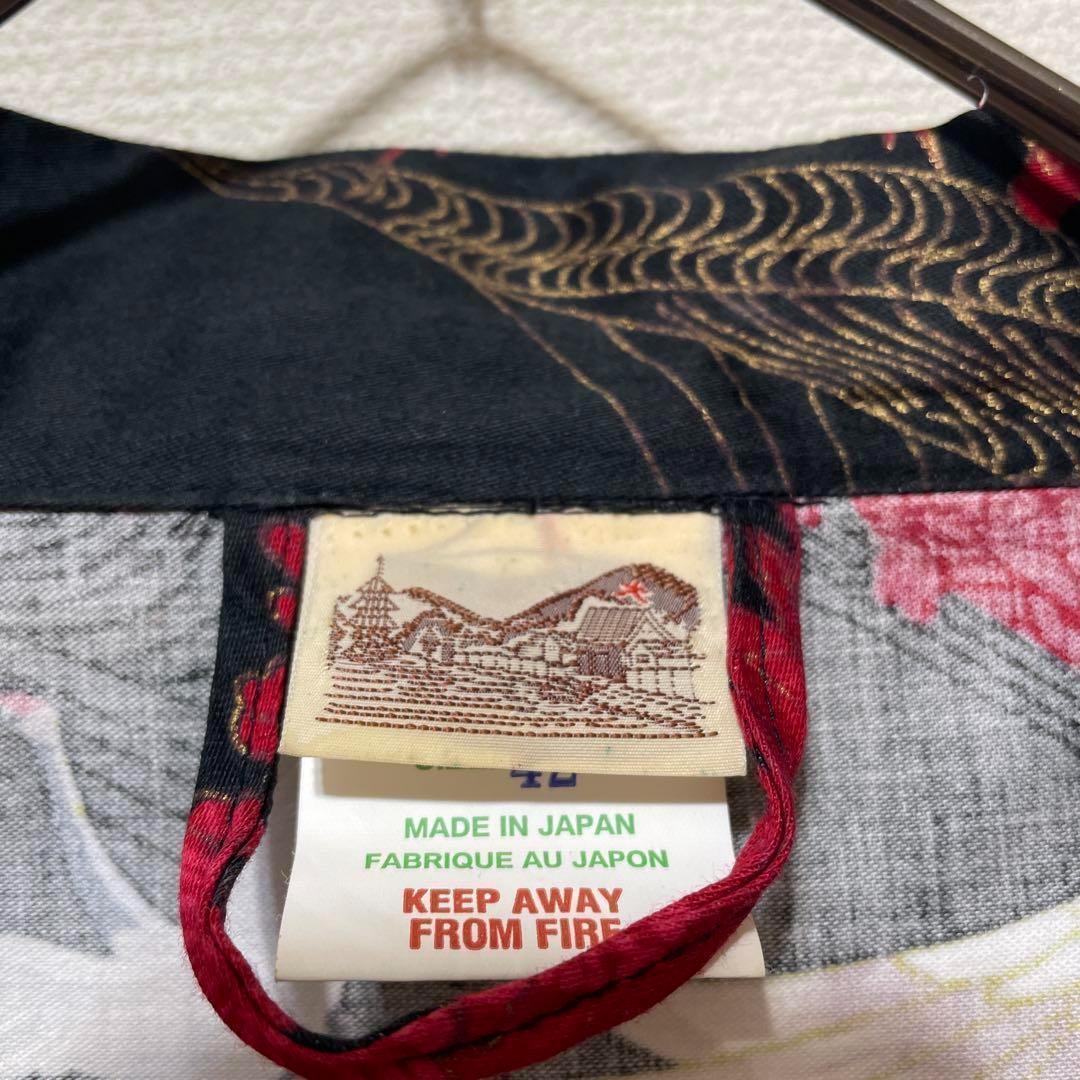 MADE IN JAPAN
FABRIQUE AU JAPON
KEEP AWAY
FROM FIRE